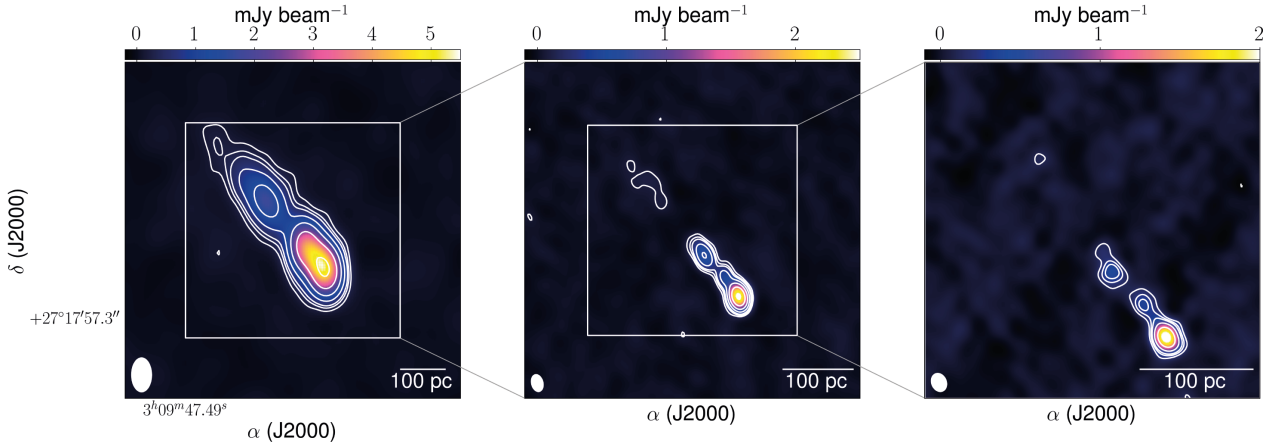 mJy beam⁻¹ mJy beam⁻¹ mJy beam⁻¹
0 1 2 3 4 5 0 1 2 0 1 2
δ (J2000)
+27°17′57.3″
100 pc 100 pc 100 pc
3ʰ09ᵐ47.49ˢ
α (J2000) α (J2000) α (J2000)